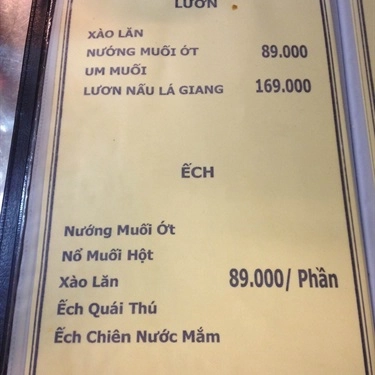 LƯƠN
XÀO LĂN
NƯỚNG MUỐI ỚT 89.000
UM MUỐI
LƯƠN NẤU LÁ GIANG 169.000
ẾCH
Nướng Muối Ớt
Nổ Muối Hột
Xào Lăn 89.000/ Phần
Ếch Quái Thú
Ếch Chiên Nước Mắm